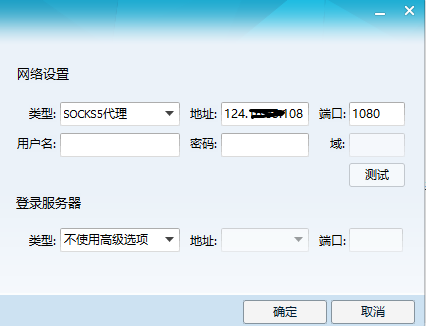 网络设置
类型: SOCKS5代理 地址: 124. 108 端口: 1080
用户名: 密码: 域:
测试
登录服务器
类型: 不使用高级选项 地址: 端口:
确定 取消